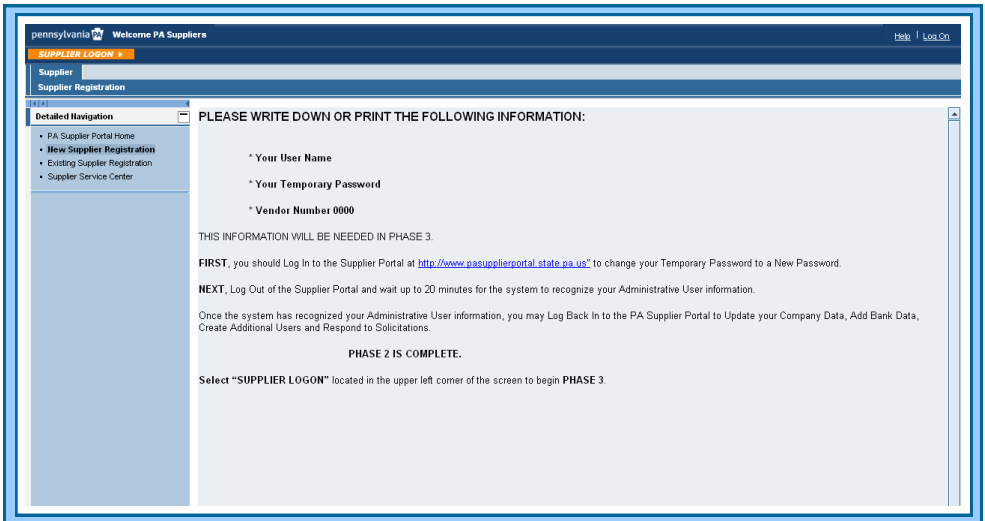 pennsylvania PA Welcome PA Suppliers
Help | Log On
SUPPLIER LOGON
Supplier
Supplier Registration
Detailed Navigation
• PA Supplier Portal Home
• New Supplier Registration
• Existing Supplier Registration
• Supplier Service Center
PLEASE WRITE DOWN OR PRINT THE FOLLOWING INFORMATION:
* Your User Name
* Your Temporary Password
* Vendor Number 0000
THIS INFORMATION WILL BE NEEDED IN PHASE 3.
FIRST, you should Log In to the Supplier Portal at http://www.pasupplierportal.state.pa.us" to change your Temporary Password to a New Password.
NEXT, Log Out of the Supplier Portal and wait up to 20 minutes for the system to recognize your Administrative User information.
Once the system has recognized your Administrative User information, you may Log Back In to the PA Supplier Portal to Update your Company Data, Add Bank Data,
Create Additional Users and Respond to Solicitations.
PHASE 2 IS COMPLETE.
Select “SUPPLIER LOGON” located in the upper left corner of the screen to begin PHASE 3.